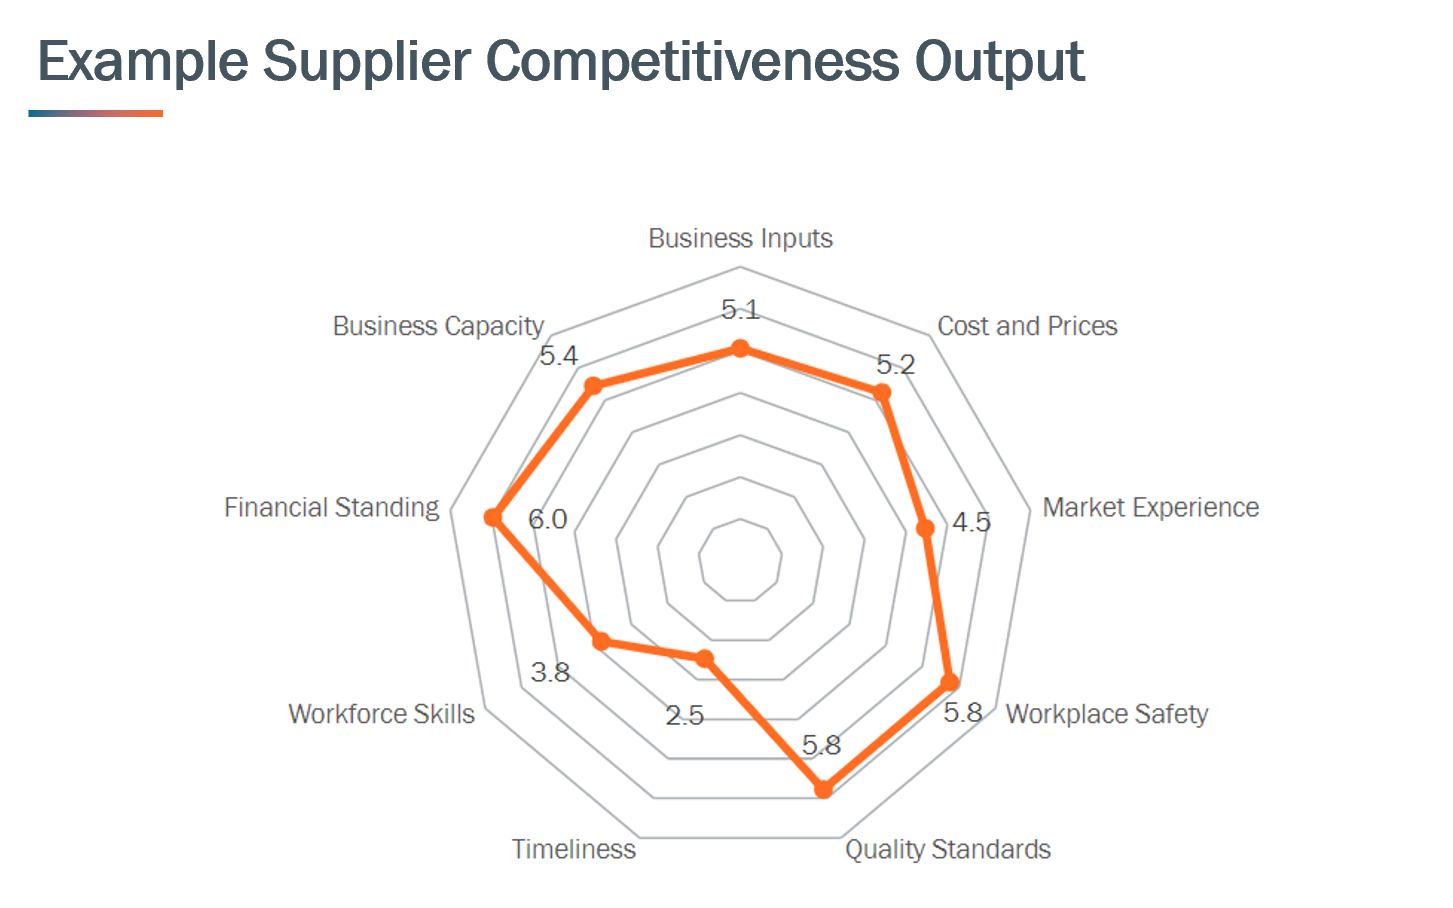 Example Supplier Competitiveness Output
Business Inputs
5.1
Business Capacity
5.4
Cost and Prices
5.2
Financial Standing
6.0
Market Experience
4.5
Workforce Skills
3.8
Workplace Safety
5.8
Timeliness
2.5
Quality Standards
5.8